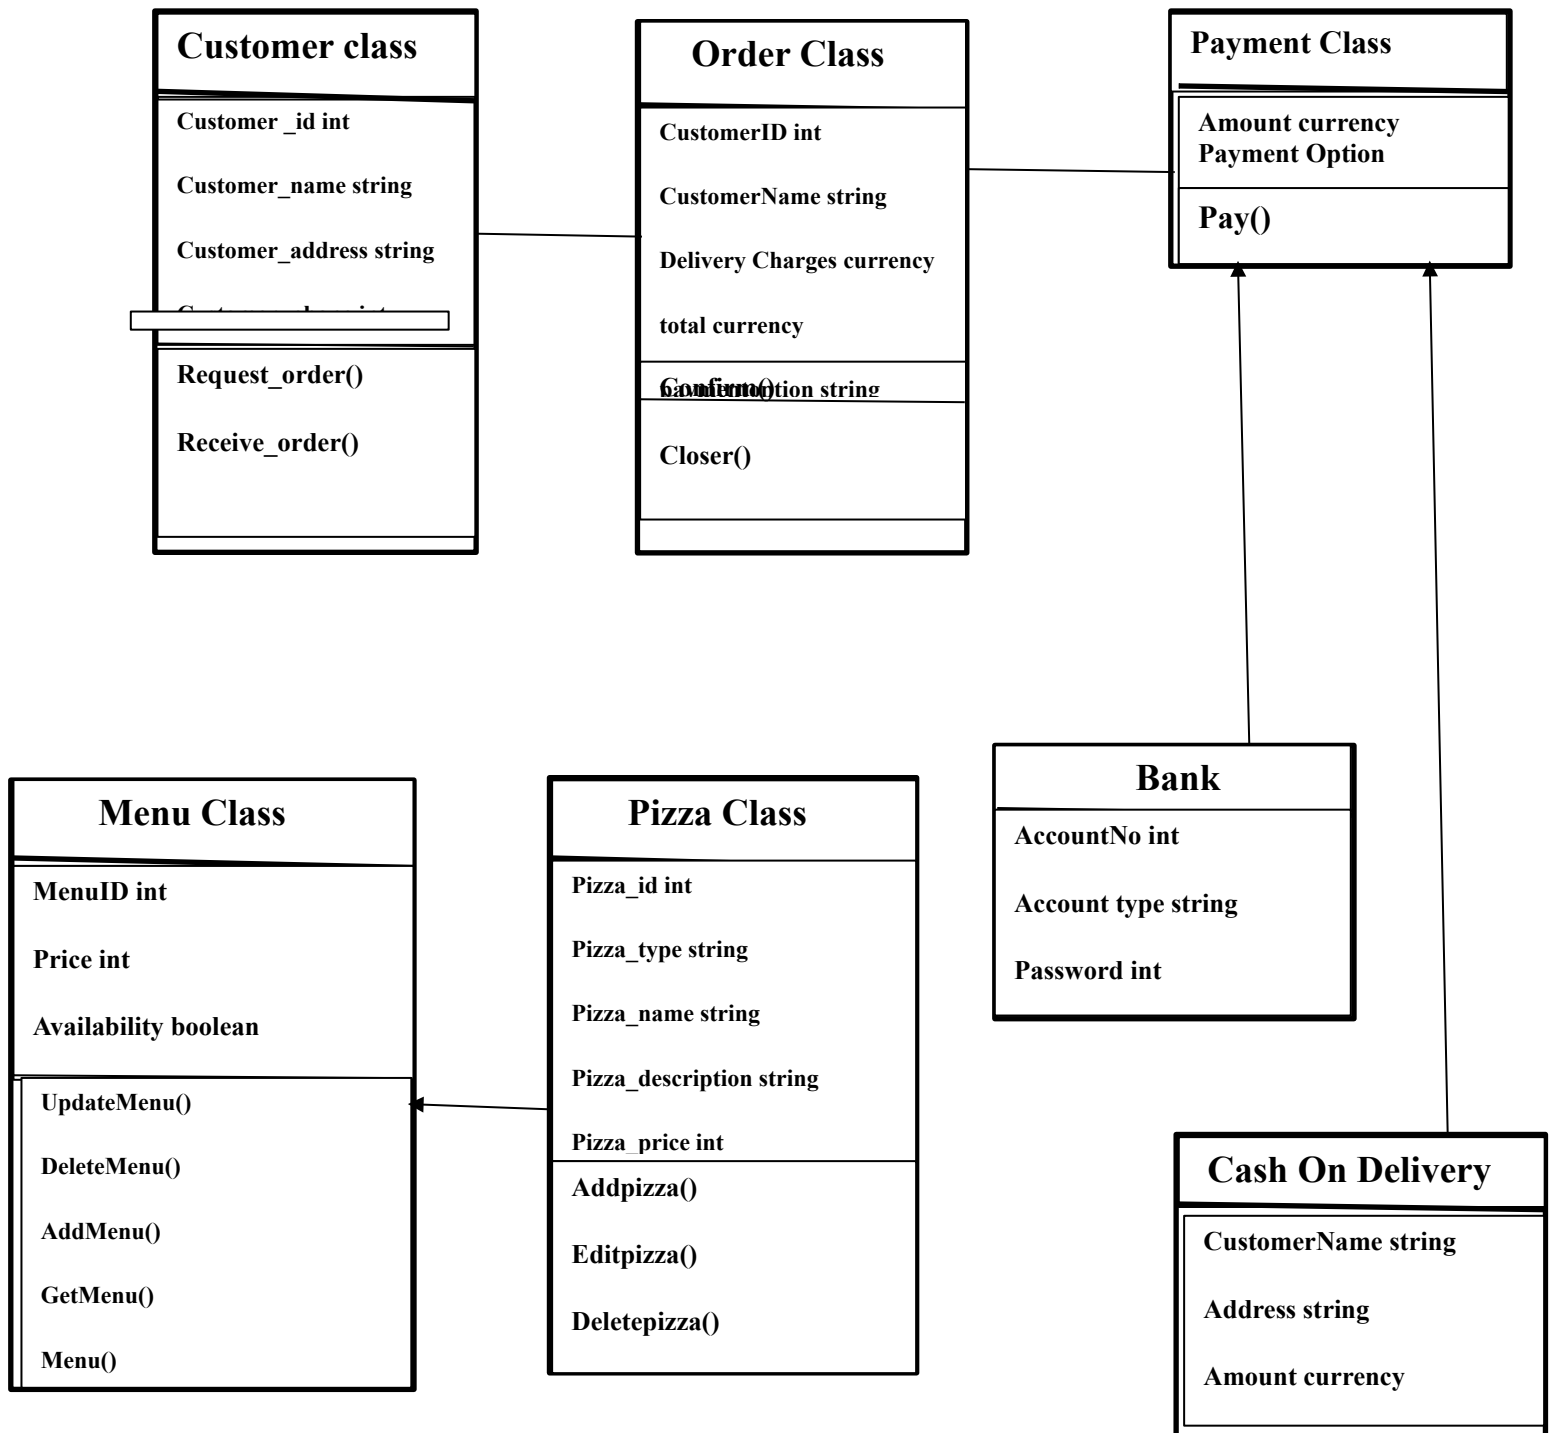 Customer class
Customer _id int
Customer_name string
Customer_address string
Request_order()
Receive_order()
Order Class
CustomerID int
CustomerName string
Delivery Charges currency
total currency
Confirm()
string
Closer()
Payment Class
Amount currency
Payment Option
Pay()
Menu Class
MenuID int
Price int
Availability boolean
UpdateMenu()
DeleteMenu()
AddMenu()
GetMenu()
Menu()
Pizza Class
Pizza_id int
Pizza_type string
Pizza_name string
Pizza_description string
Pizza_price int
Addpizza()
Editpizza()
Deletepizza()
Bank
AccountNo int
Account type string
Password int
Cash On Delivery
CustomerName string
Address string
Amount currency